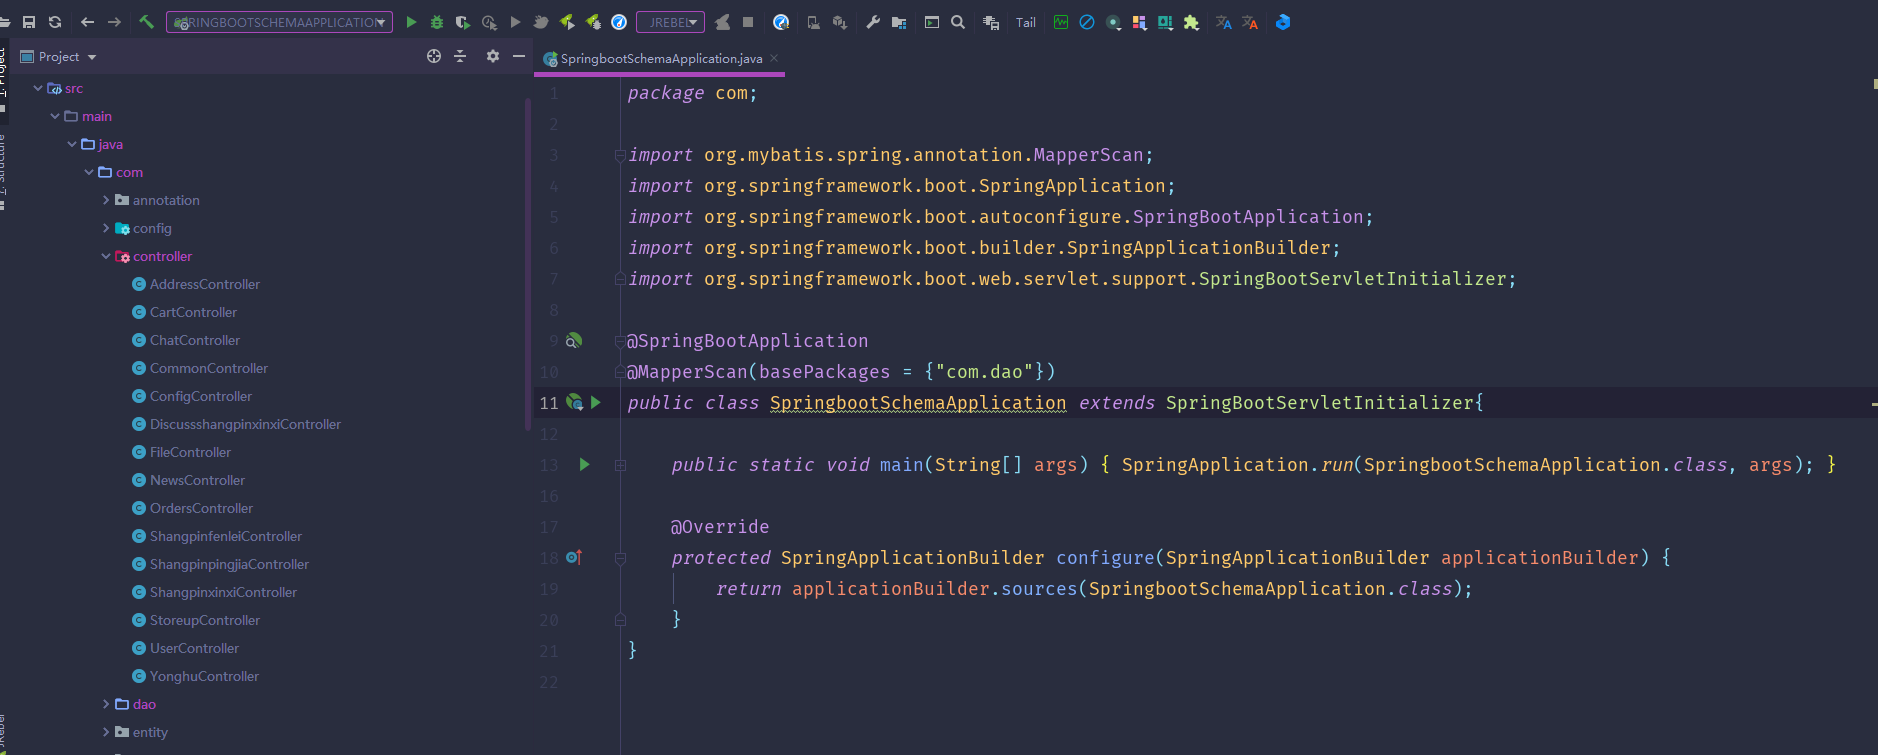 SPRINGBOOTSCHEMAAPPLICATION
JREBEL
Tail
Project
Project
SpringbootSchemaApplication.java
src
main
java
com
annotation
config
controller
AddressController
CartController
ChatController
CommonController
ConfigController
DiscussshangpinxinxiController
FileController
NewsController
OrdersController
ShangpinfenleiController
ShangpinpingjiaController
ShangpinxinxiController
StoreupController
UserController
YonghuController
dao
entity
1 package com;
2
3 import org.mybatis.spring.annotation.MapperScan;
4 import org.springframework.boot.SpringApplication;
5 import org.springframework.boot.autoconfigure.SpringBootApplication;
6 import org.springframework.boot.builder.SpringApplicationBuilder;
7 import org.springframework.boot.web.servlet.support.SpringBootServletInitializer;
8
9 @SpringBootApplication
10 @MapperScan(basePackages = {"com.dao"})
11 public class SpringbootSchemaApplication extends SpringBootServletInitializer{
12
13 public static void main(String[] args) { SpringApplication.run(SpringbootSchemaApplication.class, args); }
16
17 @Override
18 protected SpringApplicationBuilder configure(SpringApplicationBuilder applicationBuilder) {
19 return applicationBuilder.sources(SpringbootSchemaApplication.class);
20 }
21 }
22